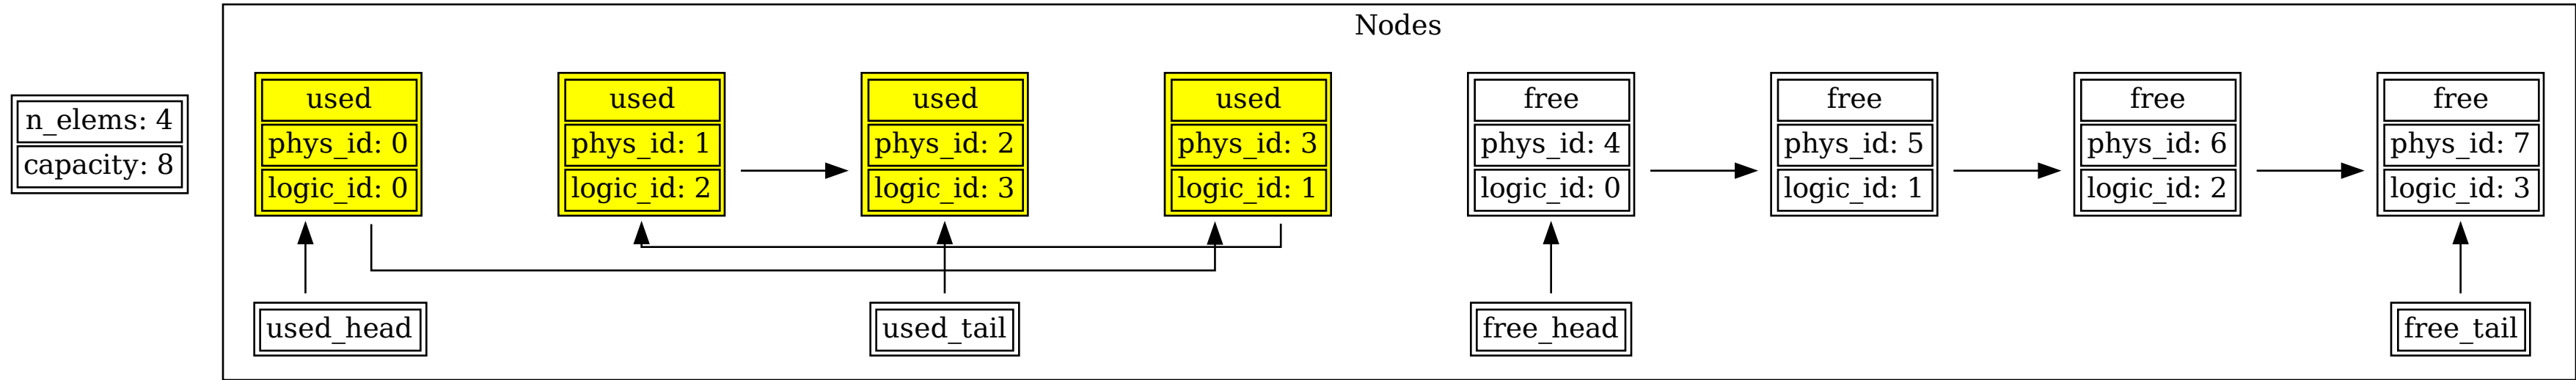 Nodes
n_elems: 4
capacity: 8
used
phys_id: 0
logic_id: 0
used
phys_id: 1
logic_id: 2
used
phys_id: 2
logic_id: 3
used
phys_id: 3
logic_id: 1
free
phys_id: 4
logic_id: 0
free
phys_id: 5
logic_id: 1
free
phys_id: 6
logic_id: 2
free
phys_id: 7
logic_id: 3
used_head
used_tail
free_head
free_tail